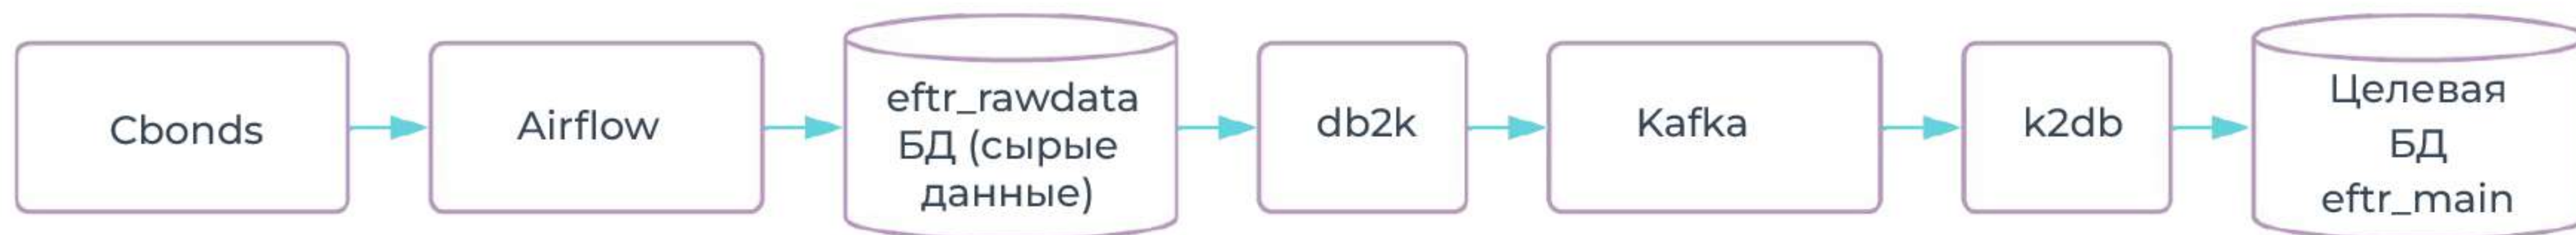 Cbonds
Airflow
eftr_rawdata
БД (сырые
данные)
db2k
Kafka
k2db
Целевая
БД
eftr_main